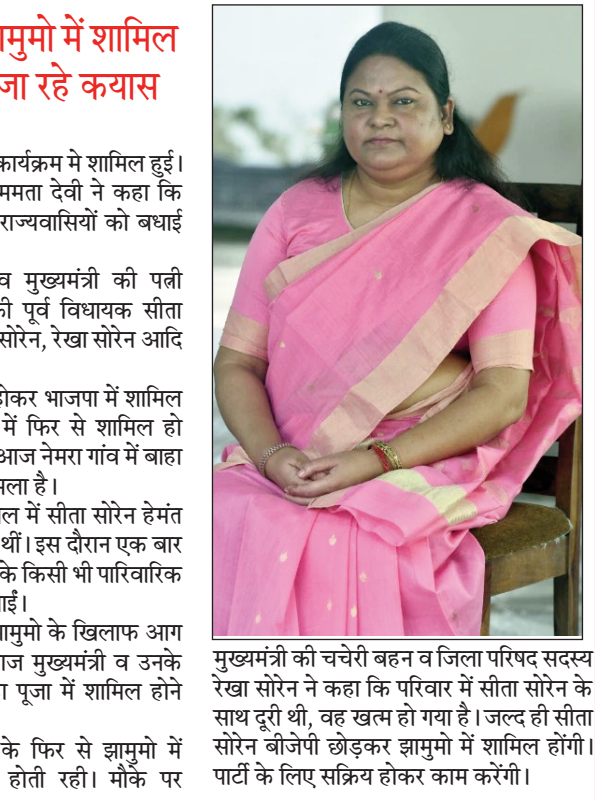 झामुमो में शामिल
जा रहे कयास
कार्यक्रम मे शामिल हुई।
ममता देवी ने कहा कि
राज्यवासियों को बधाई
व मुख्यमंत्री की पत्नी
की पूर्व विधायक सीता
सोरेन, रेखा सोरेन आदि
होकर भाजपा में शामिल
में फिर से शामिल हो
आज नेमरा गांव में बाहा
में सीता सोरेन हेमंत
थीं। इस दौरान एक बार
के किसी भी पारिवारिक
झामुमो के खिलाफ आग
मुख्यमंत्री व उनके
पूजा में शामिल होने
के फिर से झामुमो में
होती रही। मौके पर
मुख्यमंत्री की चचेरी बहन व जिला परिषद सदस्य
रेखा सोरेन ने कहा कि परिवार में सीता सोरेन के
साथ दूरी थी, वह खत्म हो गया है। जल्द ही सीता
सोरेन बीजेपी छोड़कर झामुमो में शामिल होंगी।
पार्टी के लिए सक्रिय होकर काम करेंगी।